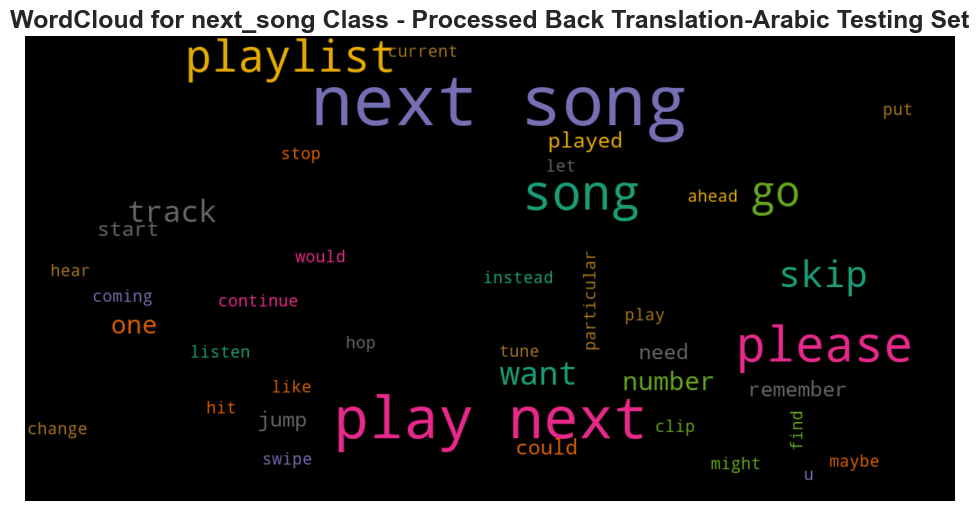 WordCloud for next_song Class - Processed Back Translation-Arabic Testing Set
playlist current
next song
put
played
stop
let
song ahead go
track
start
would
hear
instead particular skip
coming
continue
one
play
hop
listen tune need please
want number
like remember
hit
jump play next
clip find
change
could
swipe might maybe
u